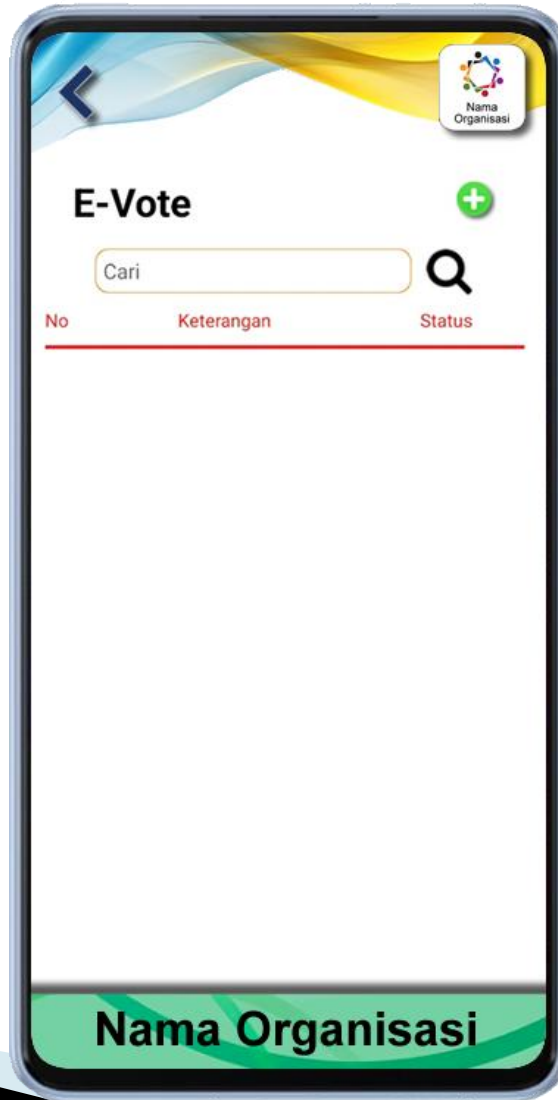 Nama
Organisasi
E-Vote
Cari
No Keterangan Status
Nama Organisasi